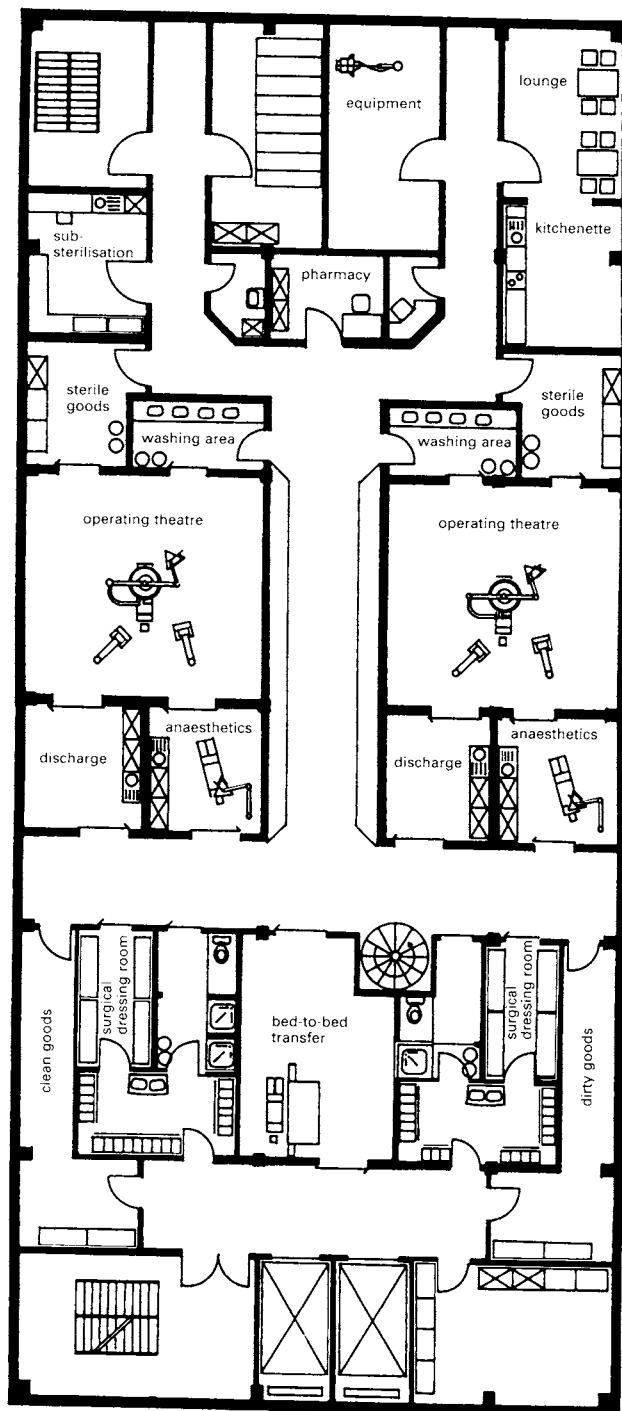 lounge
equipment
kitchenette
sub-
sterilisation
pharmacy
sterile
goods
washing area
washing area
sterile
goods
operating theatre
operating theatre
discharge
anaesthetics
discharge
anaesthetics
clean goods
surgical
dressing room
bed-to-bed
transfer
surgical
dressing room
dirty goods